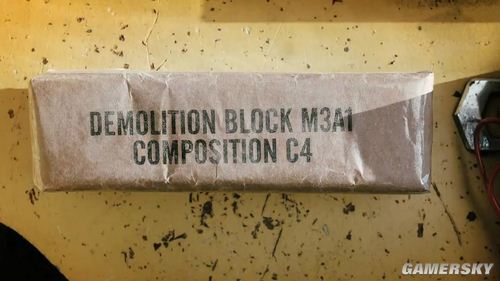 DEMOLITION BLOCK M3A1
COMPOSITION C4
GAMERSKY